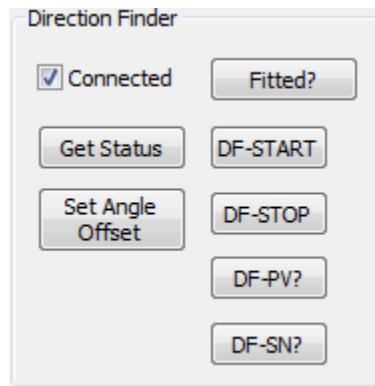 Direction Finder
Connected
Fitted?
Get Status
DF-START
Set Angle
Offset
DF-STOP
DF-PV?
DF-SN?